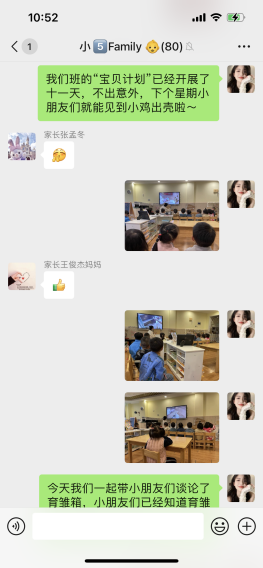 10:52
1
小5Family(80)
我们班的“宝贝计划”已经开展了
十一天，不出意外，下个星期小
朋友们就能见到小鸡出壳啦～
家长张孟冬
家长王俊杰妈妈
今天我们一起带小朋友们谈论了
育雏箱，小朋友们已经知道育雏